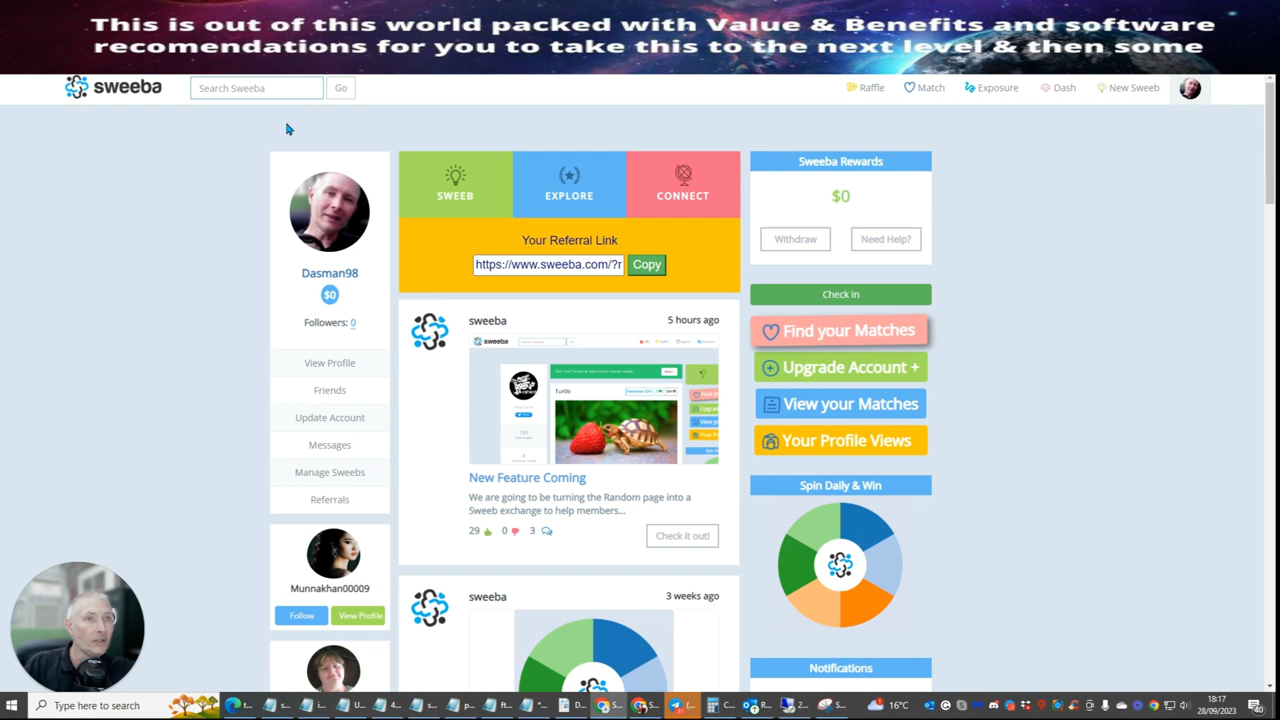 This is out of this world packed with Value & Benefits and software
recomendations for you to take this to the next level & then some
sweeba
Search Sweeba
Go
Raffle
Match
Exposure
Dash
New Sweeb
Dasman98
$0
Followers: 0
View Profile
Friends
Update Account
Messages
Manage Sweebs
Referrals
Munnakhan00009
Follow
View Profile
SWEEB
EXPLORE
CONNECT
Your Referral Link
https://www.sweeba.com/?r
Copy
sweeba
5 hours ago
sweeba
Turtle
New Feature Coming
We are going to be turning the Random page into a
Sweeb exchange to help members...
29
0
3
Check it out!
sweeba
3 weeks ago
Sweeba Rewards
$0
Withdraw
Need Help?
Check in
Find your Matches
Upgrade Account +
View your Matches
Your Profile Views
Spin Daily & Win
Notifications
Type here to search
16°C
18:17
28/09/2023